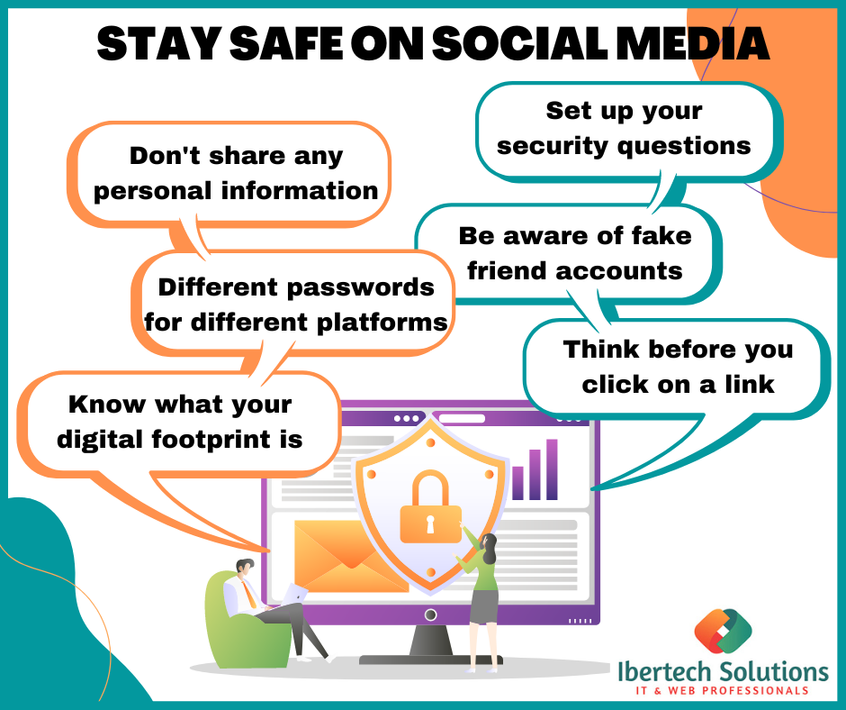 STAY SAFE ON SOCIAL MEDIA
Don't share any
personal information
Different passwords
for different platforms
Know what your
digital footprint is
Set up your
security questions
Be aware of fake
friend accounts
Think before you
click on a link
Ibertech Solutions
IT & WEB PROFESSIONALS